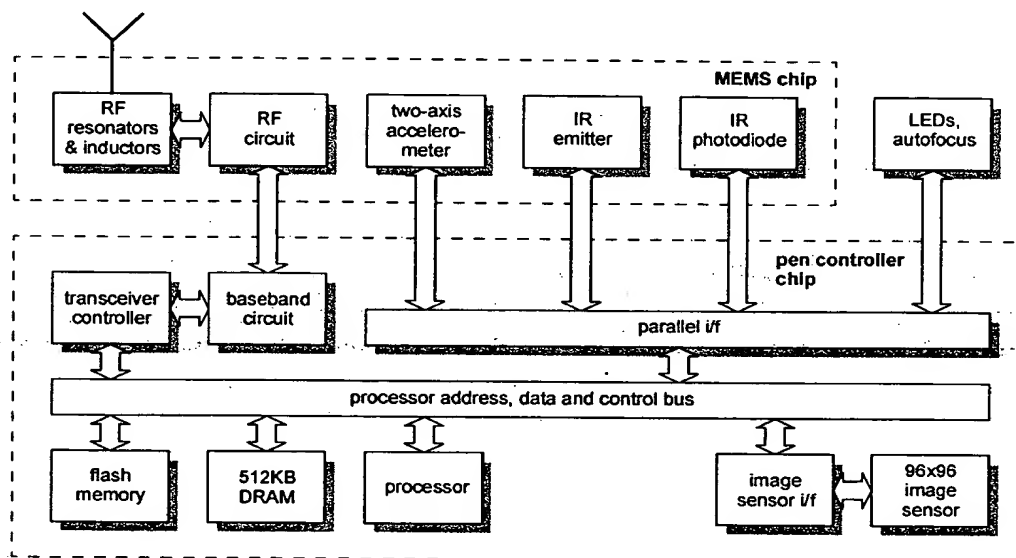 MEMS chip
RF
resonators
& inductors
RF
circuit
two-axis
accelero-
meter
IR
emitter
IR
photodiode
LEDs,
autofocus
pen controller
chip
transceiver
controller
baseband
circuit
parallel i/f
processor address, data and control bus
flash
memory
512KB
DRAM
processor
image
sensor i/f
96x96
image
sensor